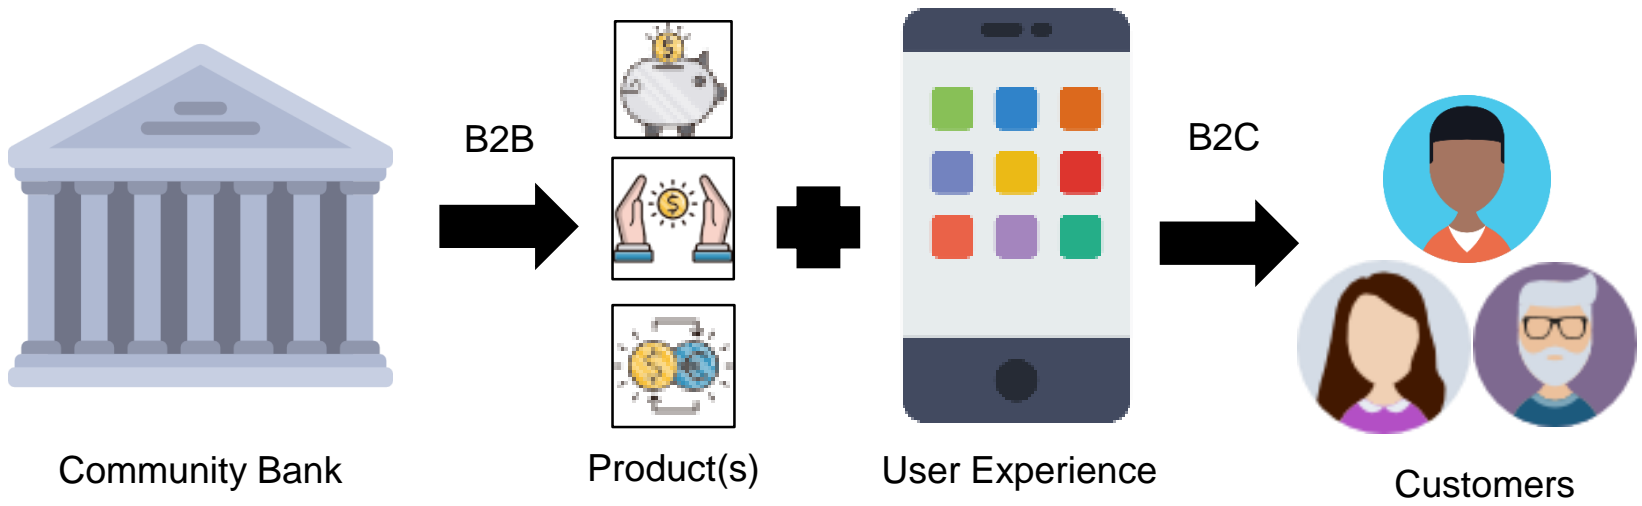 B2B
B2C
Community Bank
Product(s)
User Experience
Customers